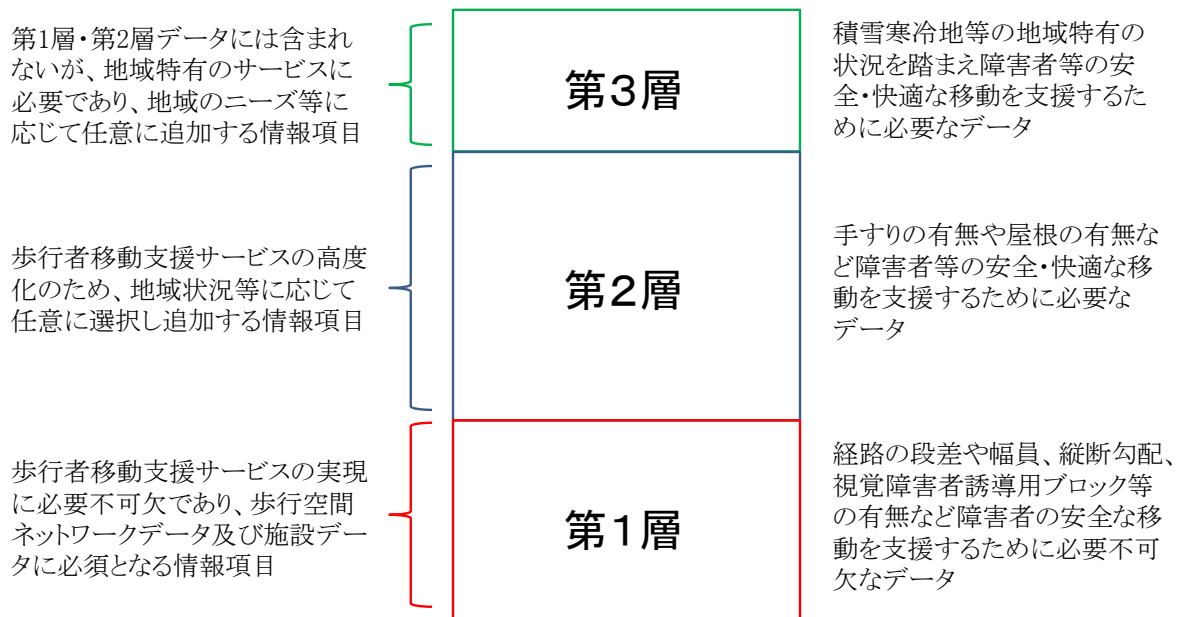 第1層・第2層データには含まれ
ないが、地域特有のサービスに
必要であり、地域のニーズ等に
応じて任意に追加する情報項目
第３層
積雪寒冷地等の地域特有の
状況を踏まえ障害者等の安
全・快適な移動を支援するた
めに必要なデータ
歩行者移動支援サービスの高度
化のため、地域状況等に応じて
任意に選択し追加する情報項目
第２層
手すりの有無や屋根の有無な
ど障害者等の安全・快適な移
動を支援するために必要な
データ
歩行者移動支援サービスの実現
に必要不可欠であり、歩行空間
ネットワークデータ及び施設デー
タに必須となる情報項目
第１層
経路の段差や幅員、縦断勾配、
視覚障害者誘導用ブロック等
の有無など障害者の安全な移
動を支援するために必要不可
欠なデータ